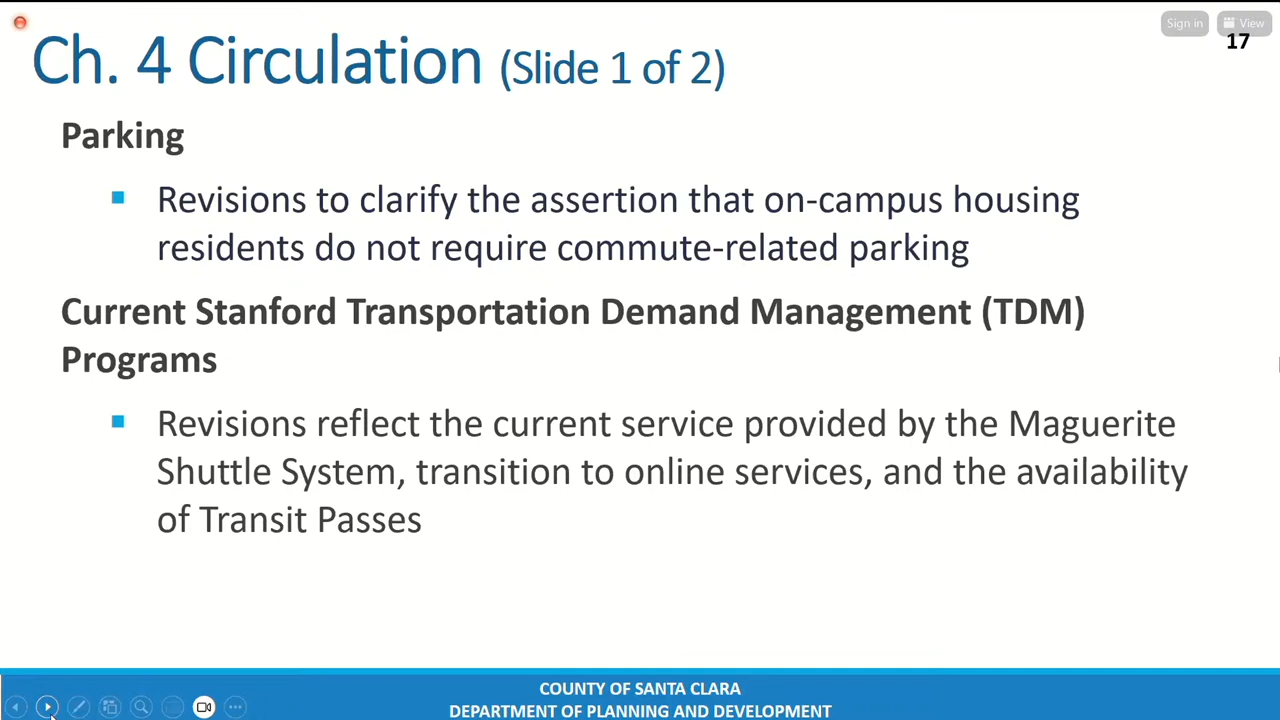 Sign in
View
17
Ch. 4 Circulation (Slide 1 of 2)
Parking
Revisions to clarify the assertion that on-campus housing
residents do not require commute-related parking
Current Stanford Transportation Demand Management (TDM)
Programs
Revisions reflect the current service provided by the Maguerite
Shuttle System, transition to online services, and the availability
of Transit Passes
COUNTY OF SANTA CLARA
DEPARTMENT OF PLANNING AND DEVELOPMENT